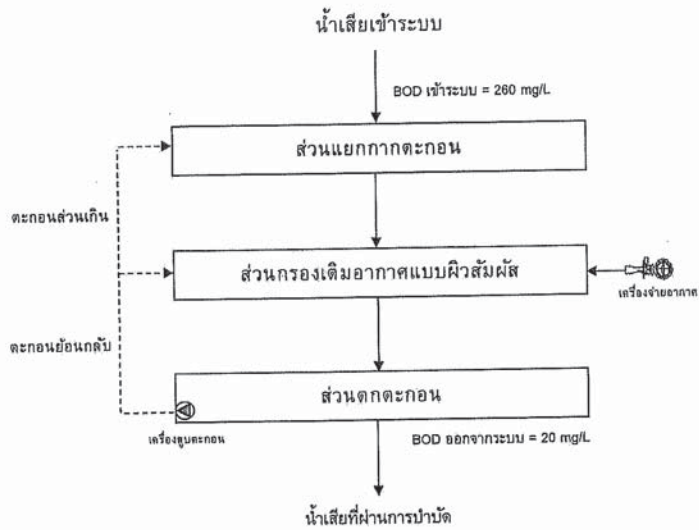 น้ำเสียเข้าระบบ
BOD เข้าระบบ = 260 mg/L
ส่วนแยกกากตะกอน
ตะกอนส่วนเกิน
ส่วนกรองเติมอากาศแบบผิวสัมผัส
เครื่องจ่ายอากาศ
ตะกอนย้อนกลับ
ส่วนตกตะกอน
เครื่องสูบตะกอน
BOD ออกจากระบบ = 20 mg/L
น้ำเสียที่ผ่านการบำบัด